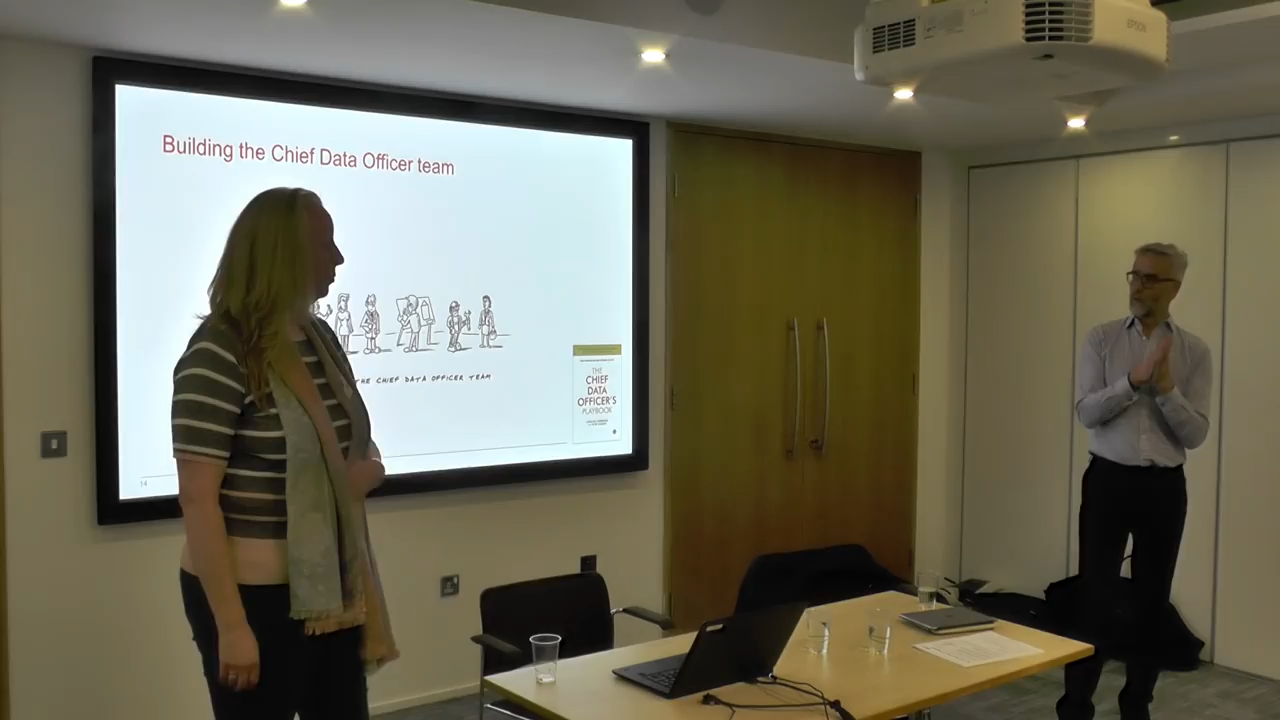 Building the Chief Data Officer team
THE CHIEF DATA OFFICER TEAM
THE
CHIEF
DATA
OFFICER'S
PLAYBOOK
14
EPSON